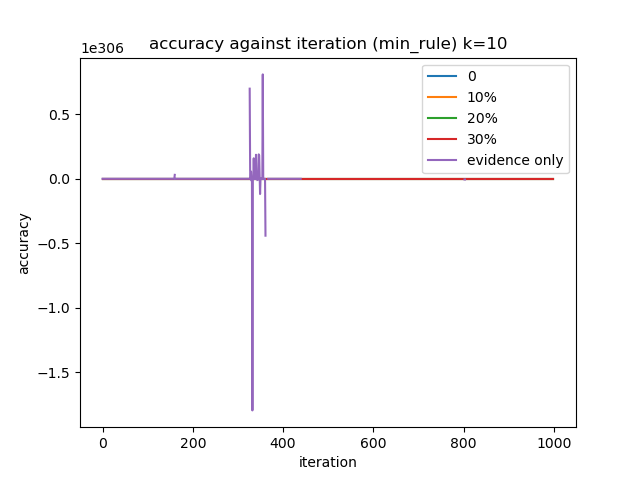 accuracy against iteration (min_rule) k=10
1e306
0
10%
20%
30%
evidence only
0.5
0.0
−0.5
−1.0
−1.5
accuracy
0 200 400 600 800 1000
iteration